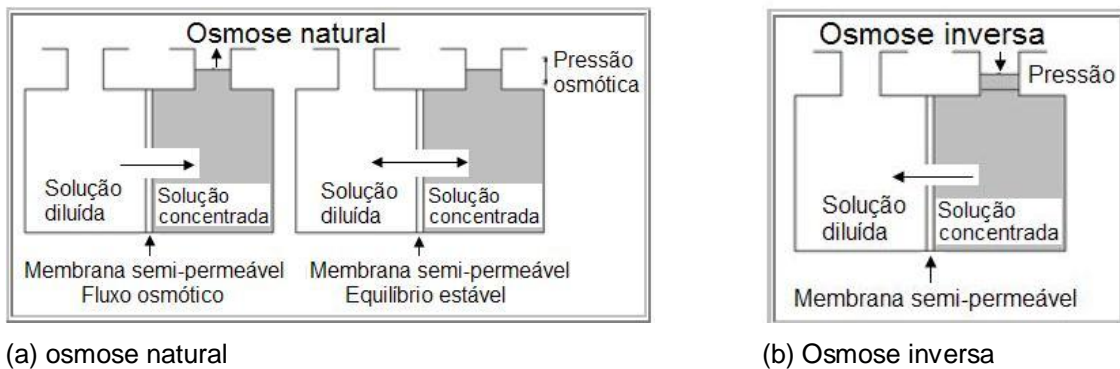 Osmose natural
Pressão
osmótica
Solução
diluída
Solução
concentrada
Solução
diluída
Solução
concentrada
Membrana semi-permeável
Fluxo osmótico
Membrana semi-permeável
Equilíbrio estável
(a) osmose natural
Osmose inversa
Pressão
Solução
diluída
Solução
concentrada
Membrana semi-permeável
(b) Osmose inversa